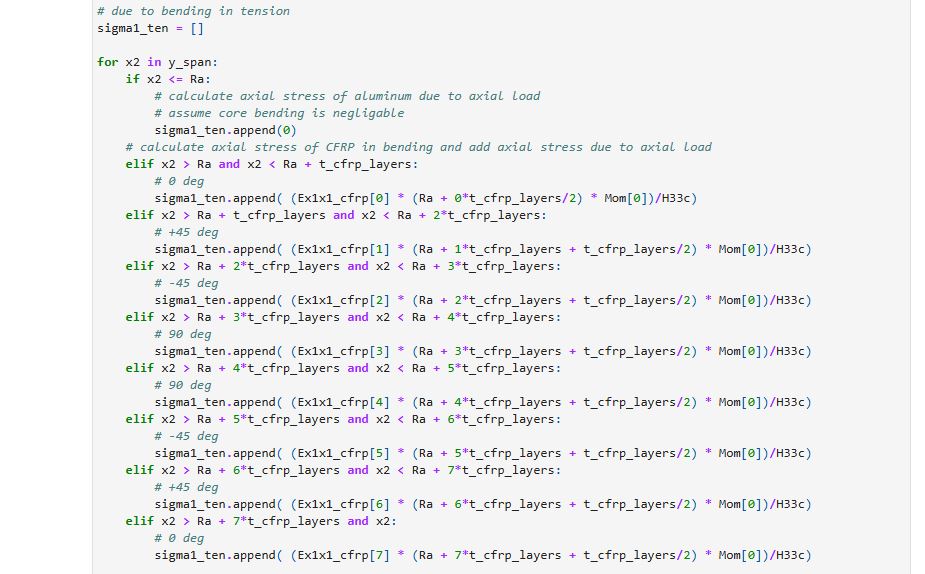 # due to bending in tension
sigma1_ten = []

for x2 in y_span:
    if x2 <= Ra:
        # calculate axial stress of aluminum due to axial load
        # assume core bending is negligable
        sigma1_ten.append(0)
    # calculate axial stress of CFRP in bending and add axial stress due to axial load
    elif x2 > Ra and x2 < Ra + t_cfrp_layers:
        # 0 deg
        sigma1_ten.append( (Ex1x1_cfrp[0] * (Ra + 0*t_cfrp_layers/2) * Mom[0])/H33c)
    elif x2 > Ra + t_cfrp_layers and x2 < Ra + 2*t_cfrp_layers:
        # +45 deg
        sigma1_ten.append( (Ex1x1_cfrp[1] * (Ra + 1*t_cfrp_layers + t_cfrp_layers/2) * Mom[0])/H33c)
    elif x2 > Ra + 2*t_cfrp_layers and x2 < Ra + 3*t_cfrp_layers:
        # -45 deg
        sigma1_ten.append( (Ex1x1_cfrp[2] * (Ra + 2*t_cfrp_layers + t_cfrp_layers/2) * Mom[0])/H33c)
    elif x2 > Ra + 3*t_cfrp_layers and x2 < Ra + 4*t_cfrp_layers:
        # 90 deg
        sigma1_ten.append( (Ex1x1_cfrp[3] * (Ra + 3*t_cfrp_layers + t_cfrp_layers/2) * Mom[0])/H33c)
    elif x2 > Ra + 4*t_cfrp_layers and x2 < Ra + 5*t_cfrp_layers:
        # 90 deg
        sigma1_ten.append( (Ex1x1_cfrp[4] * (Ra + 4*t_cfrp_layers + t_cfrp_layers/2) * Mom[0])/H33c)
    elif x2 > Ra + 5*t_cfrp_layers and x2 < Ra + 6*t_cfrp_layers:
        # -45 deg
        sigma1_ten.append( (Ex1x1_cfrp[5] * (Ra + 5*t_cfrp_layers + t_cfrp_layers/2) * Mom[0])/H33c)
    elif x2 > Ra + 6*t_cfrp_layers and x2 < Ra + 7*t_cfrp_layers:
        # +45 deg
        sigma1_ten.append( (Ex1x1_cfrp[6] * (Ra + 6*t_cfrp_layers + t_cfrp_layers/2) * Mom[0])/H33c)
    elif x2 > Ra + 7*t_cfrp_layers and x2:
        # 0 deg
        sigma1_ten.append( (Ex1x1_cfrp[7] * (Ra + 7*t_cfrp_layers + t_cfrp_layers/2) * Mom[0])/H33c)